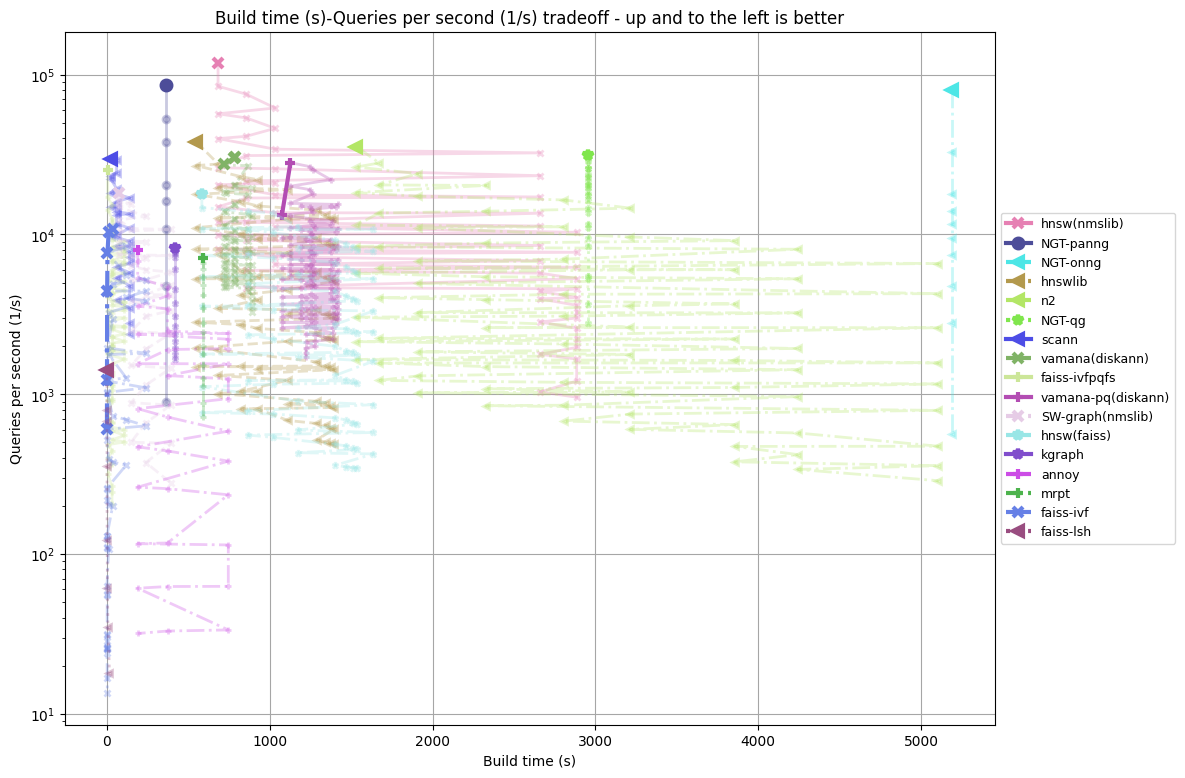 Build time (s)-Queries per second (1/s) tradeoff - up and to the left is better
Queries per second (1/s)
10^5
10^4
10^3
10^2
10^1
0
1000
2000
3000
4000
5000
Build time (s)
hnsw(nmslib)
NGT-panng
NGT-onng
hnswlib
n2
NGT-qg
scann
vamana(diskann)
faiss-ivfpqfs
vamana-pq(diskann)
SW-graph(nmslib)
hnsw(faiss)
kgraph
annoy
mrpt
faiss-ivf
faiss-lsh